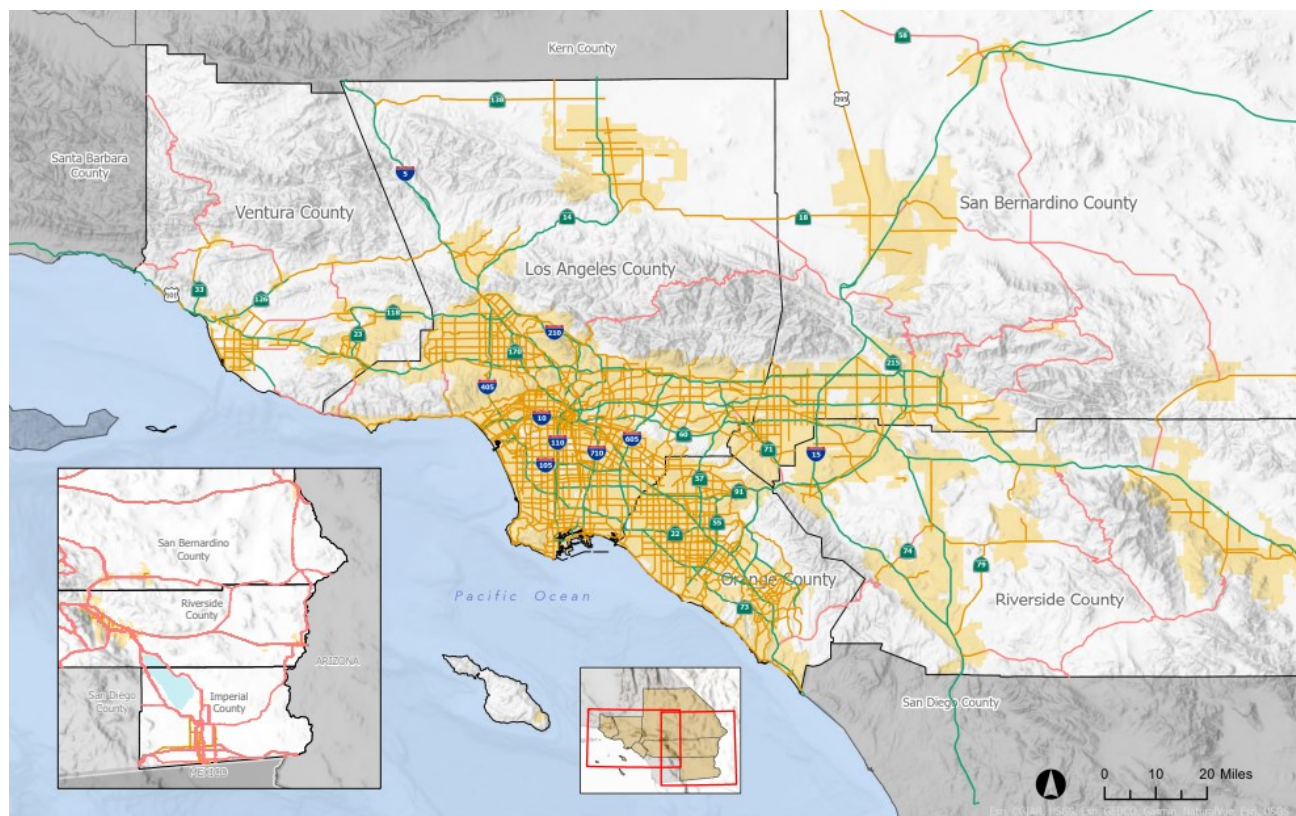 Kern County
58
395
138
Santa Barbara
County
5
Ventura County
14
18
San Bernardino County
Los Angeles County
33
101
126
118
23
210
170
215
405
10
110
605
60
71
105
710
15
57
91
22
55
74
79
Orange County
73
Riverside County
Pacific Ocean
San Diego County
San Bernardino
County
Riverside
County
ARIZONA
San Diego
County
Imperial
County
MEXICO
0 10 20 Miles